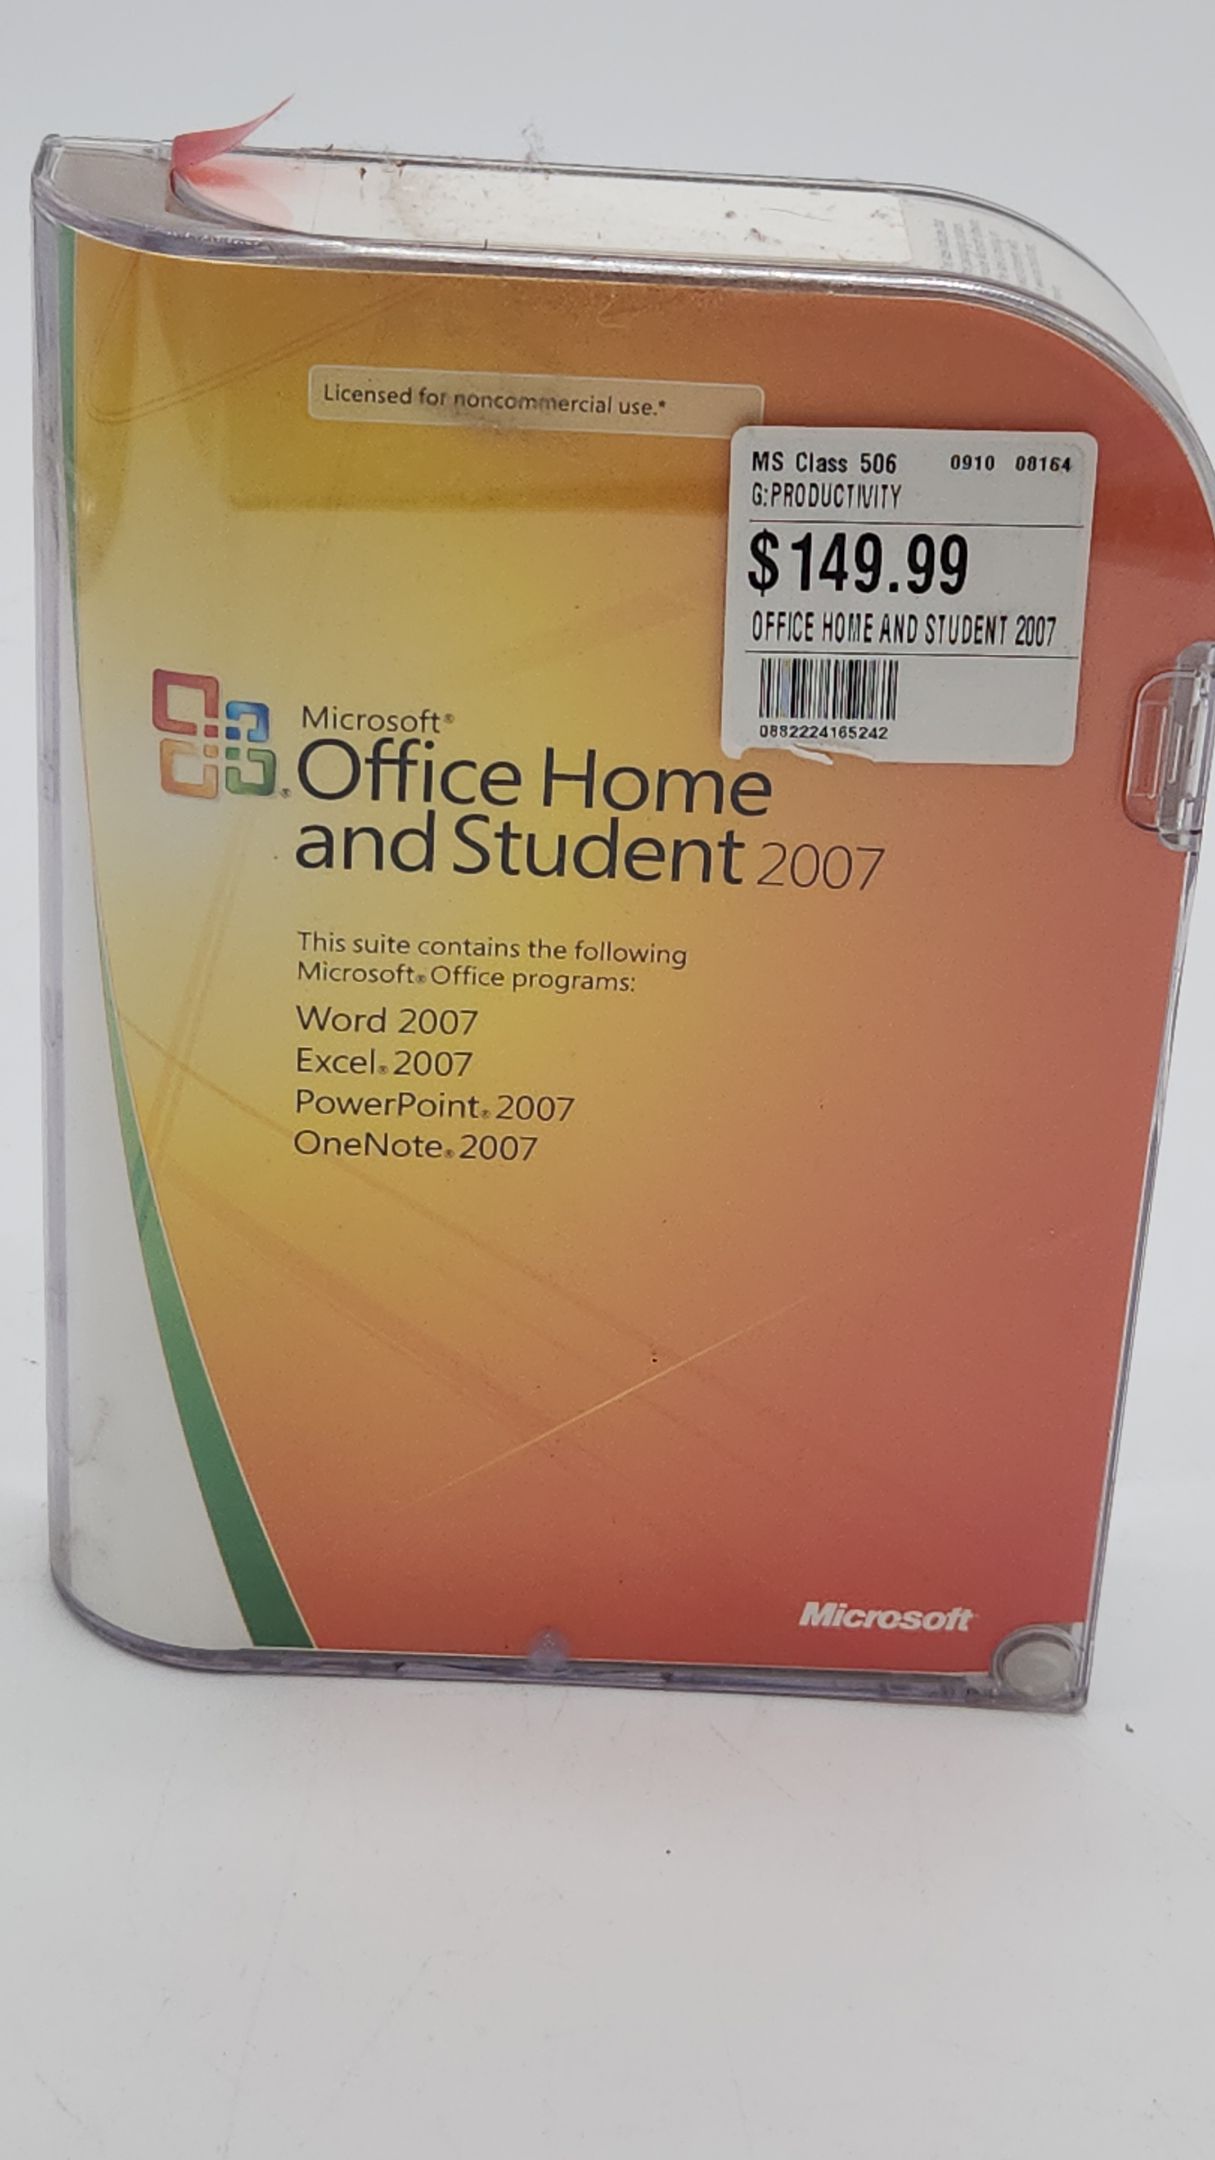 Licensed for noncommercial use.*
MS Class 506 0910 08164
G:PRODUCTIVITY
$149.99
OFFICE HOME AND STUDENT 2007
0882224165242
Microsoft®
Office Home
and Student 2007
This suite contains the following
Microsoft® Office programs:
Word 2007
Excel® 2007
PowerPoint® 2007
OneNote® 2007
Microsoft